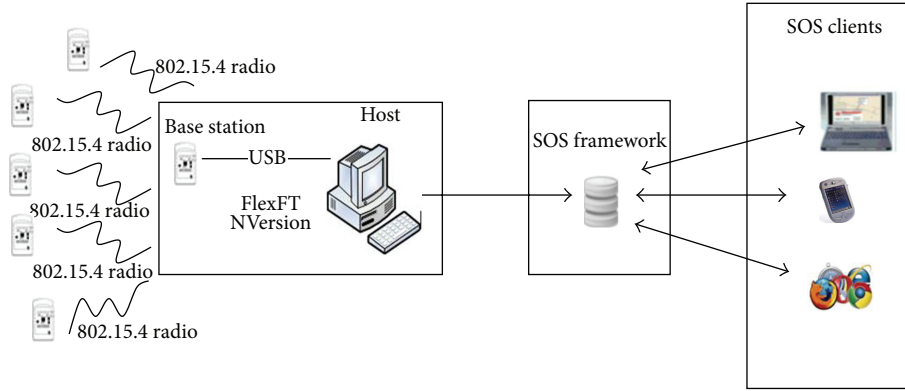 802.15.4 radio
802.15.4 radio
802.15.4 radio
802.15.4 radio
802.15.4 radio
Base station
USB
Host
FlexFT
NVersion
SOS framework
SOS clients